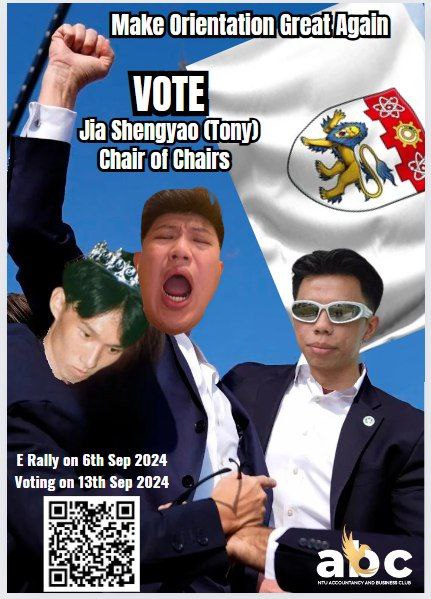 Make Orientation Great Again
VOTE
Jia Shengyao (Tony)
Chair of Chairs
E Rally on 6th Sep 2024
Voting on 13th Sep 2024
abc
NTU ACCOUNTANCY AND BUSINESS CLUB